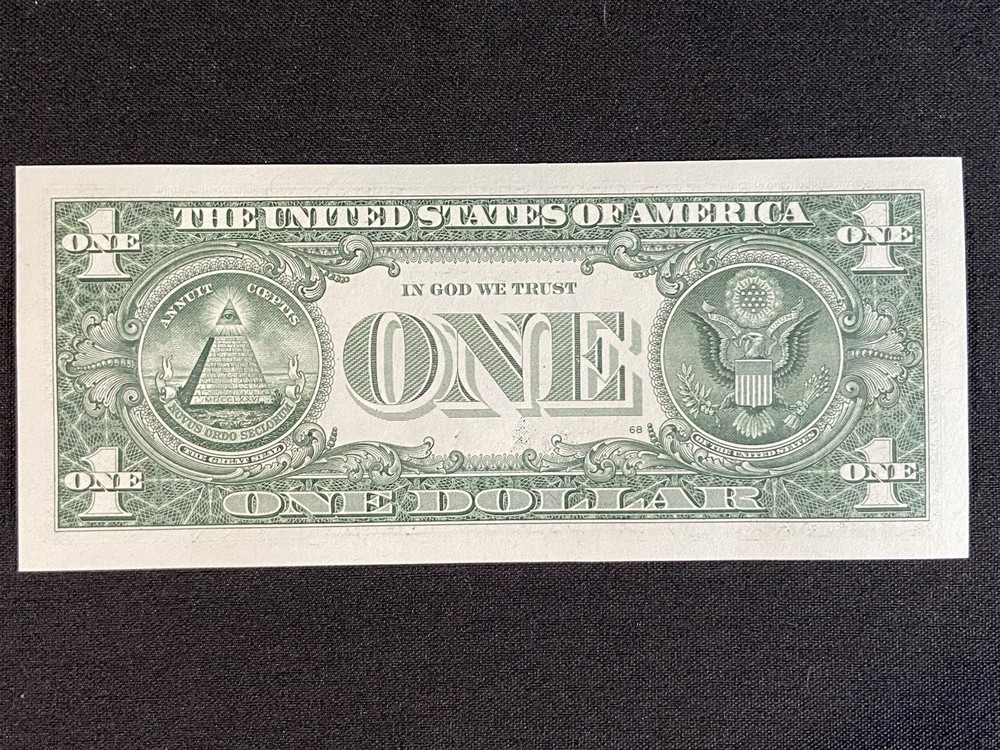 1
ONE
THE UNITED STATES OF AMERICA
1
ONE
ANNUIT CŒPTIS
MDCCLXXVI
NOVUS ORDO SECLORUM
THE GREAT SEAL
IN GOD WE TRUST
ONE
68
OF THE UNITED STATES
1
ONE
ONE DOLLAR
1
ONE